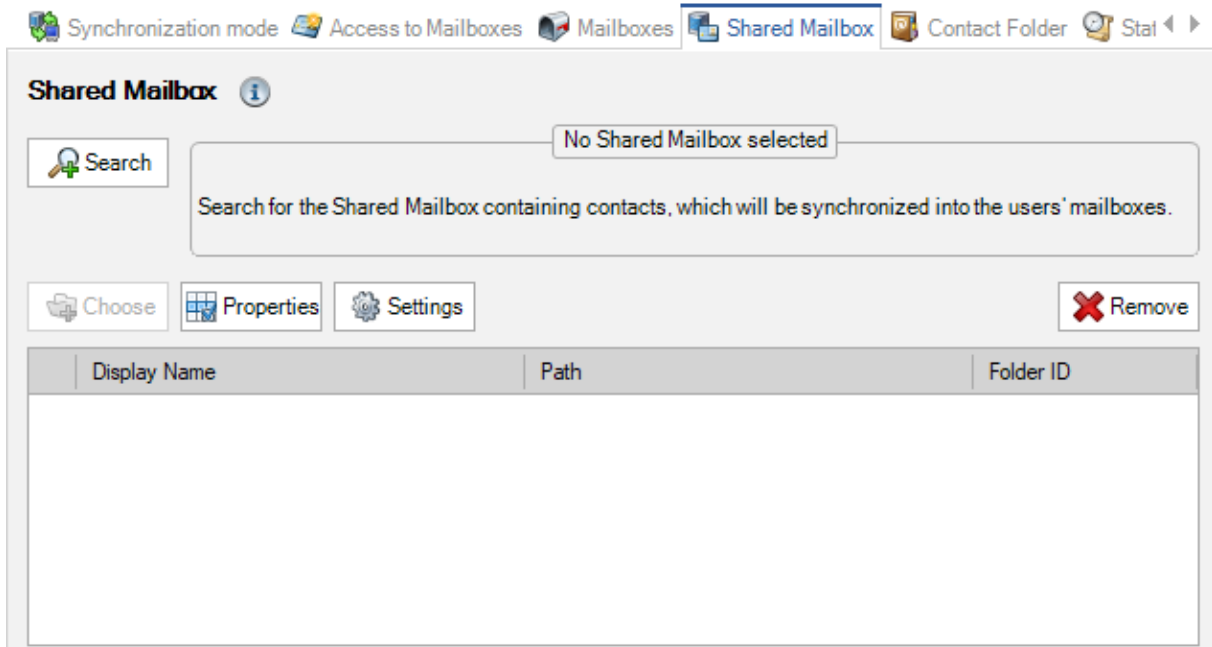 Synchronization mode Access to Mailboxes Mailboxes Shared Mailbox Contact Folder Stat
Shared Mailbox
No Shared Mailbox selected
Search
Search for the Shared Mailbox containing contacts, which will be synchronized into the users' mailboxes.
Choose Properties Settings Remove
Display Name Path Folder ID